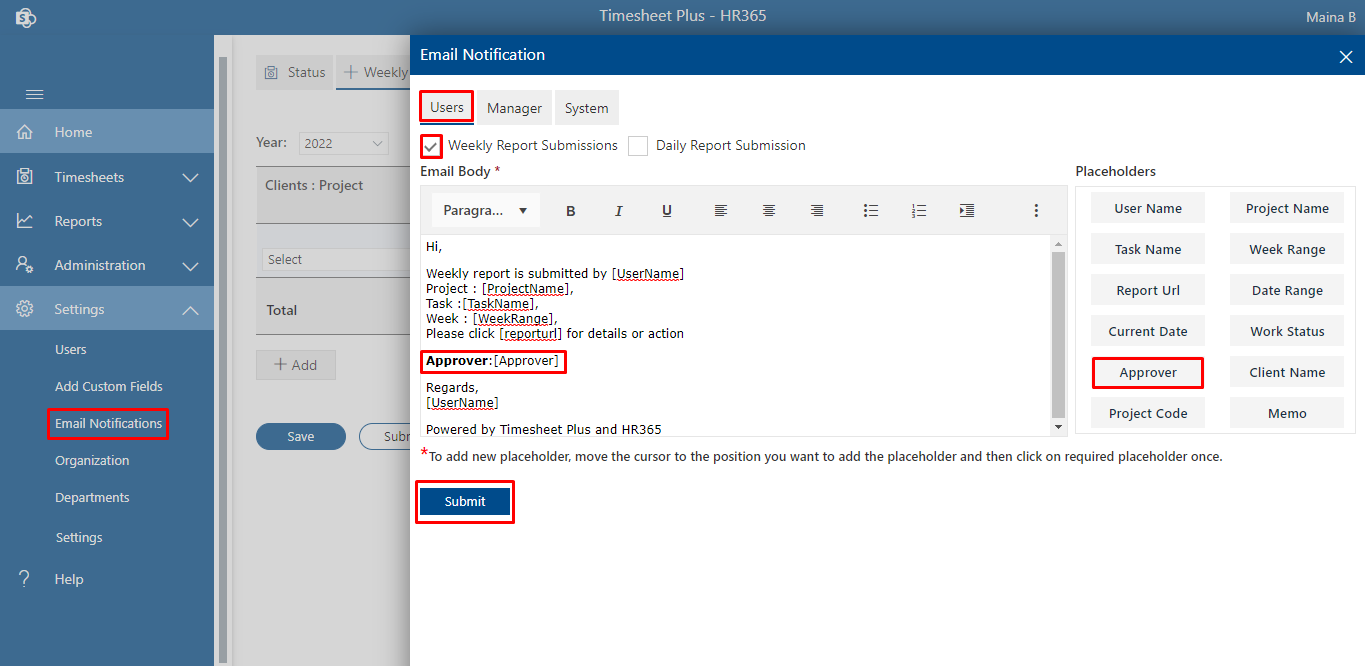 Timesheet Plus - HR365
Maina B
Home
Timesheets
Reports
Administration
Settings
Users
Add Custom Fields
Email Notifications
Organization
Departments
Settings
? Help
Status
+ Weekly
Year: 2022
Clients : Project
Select
Total
+ Add
Save
Subr
Email Notification
Users Manager System
Weekly Report Submissions Daily Report Submission
Email Body *
Paragra... B I U
Hi,
Weekly report is submitted by [UserName]
Project : [ProjectName],
Task :[TaskName],
Week : [WeekRange],
Please click [reporturl] for details or action
Approver:[Approver]
Regards,
[UserName]
Powered by Timesheet Plus and HR365
Placeholders
User Name Project Name
Task Name Week Range
Report Url Date Range
Current Date Work Status
Approver Client Name
Project Code Memo
*To add new placeholder, move the cursor to the position you want to add the placeholder and then click on required placeholder once.
Submit